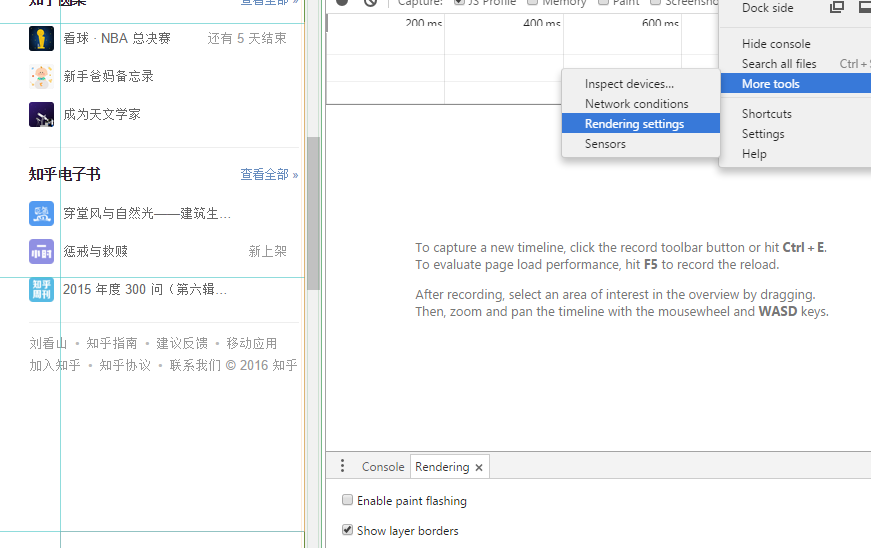 知乎圆桌 查看全部 »
看球 · NBA 总决赛 还有 5 天结束
新手爸妈备忘录
成为天文学家
知乎电子书 查看全部 »
穿堂风与自然光——建筑生...
惩戒与救赎 新上架
2015 年度 300 问（第六辑...
知乎
周刊
刘看山 • 知乎指南 • 建议反馈 • 移动应用
加入知乎 • 知乎协议 • 联系我们 © 2016 知乎
Capture: JS Profile Memory Paint Screensho
200 ms 400 ms 600 ms
Dock side
Hide console
Search all files Ctrl +
More tools
Shortcuts
Settings
Help
Inspect devices...
Network conditions
Rendering settings
Sensors
To capture a new timeline, click the record toolbar button or hit Ctrl + E.
To evaluate page load performance, hit F5 to record the reload.
After recording, select an area of interest in the overview by dragging.
Then, zoom and pan the timeline with the mousewheel and WASD keys.
Console Rendering ×
Enable paint flashing
Show layer borders